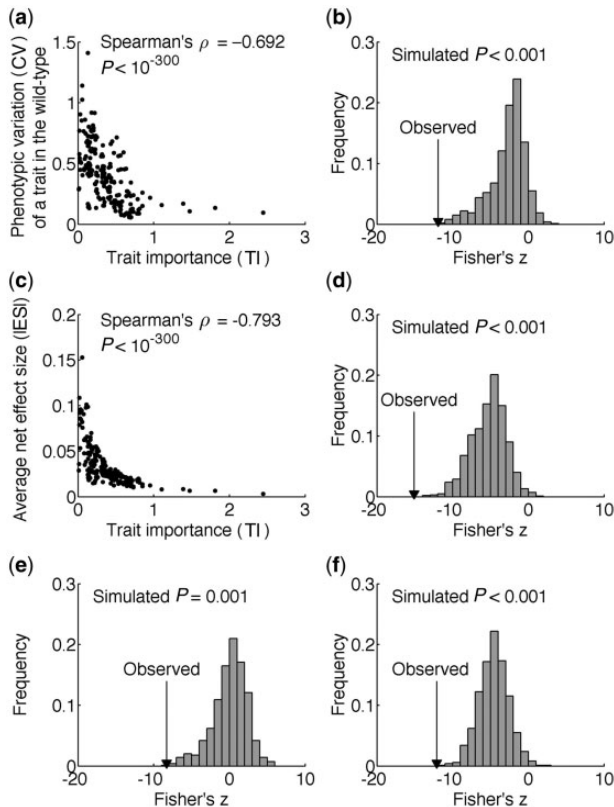 (a)
Phenotypic variation (CV)
of a trait in the wild-type
1.5
1
0.5
0
Spearman's ρ = −0.692
P < 10⁻³⁰⁰
0 1 2 3
Trait importance (TI)
(b)
Frequency
0.3
0.2
0.1
0
Simulated P < 0.001
Observed
-20 -10 0 10
Fisher's z
(c)
Average net effect size (IESI)
0.2
0.15
0.1
0.05
0
Spearman's ρ = -0.793
P < 10⁻³⁰⁰
0 1 2 3
Trait importance (TI)
(d)
Frequency
0.3
0.2
0.1
0
Simulated P < 0.001
Observed
-20 -10 0 10
Fisher's z
(e)
Frequency
0.3
0.2
0.1
0
Simulated P = 0.001
Observed
-20 -10 0 10
Fisher's z
(f)
Frequency
0.3
0.2
0.1
0
Simulated P < 0.001
Observed
-20 -10 0 10
Fisher's z